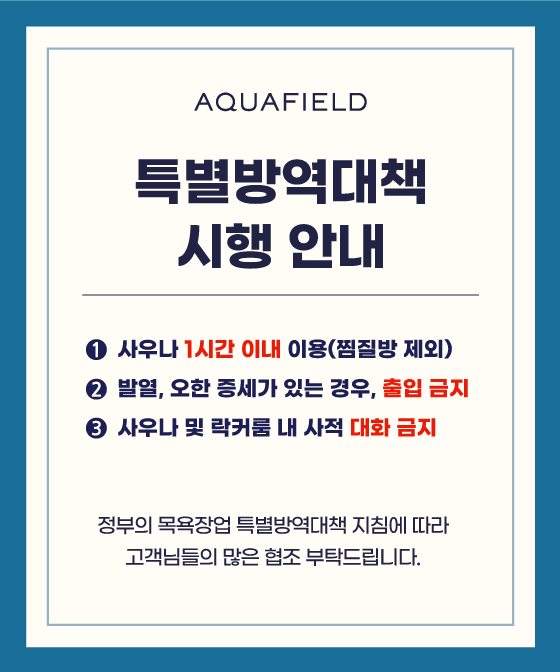 AQUAFIELD
특별방역대책
시행 안내
❶ 사우나 1시간 이내 이용(찜질방 제외)
❷ 발열, 오한 증세가 있는 경우, 출입 금지
❸ 사우나 및 락커룸 내 사적 대화 금지
정부의 목욕장업 특별방역대책 지침에 따라
고객님들의 많은 협조 부탁드립니다.